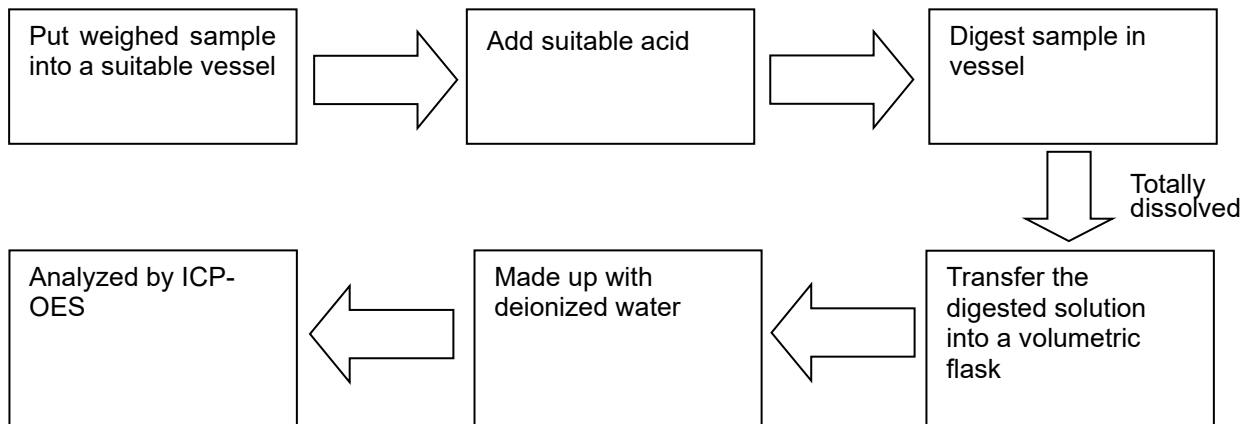 Put weighed sample
into a suitable vessel
Add suitable acid
Digest sample in
vessel
Totally
dissolved
Transfer the
digested solution
into a volumetric
flask
Made up with
deionized water
Analyzed by ICP-
OES